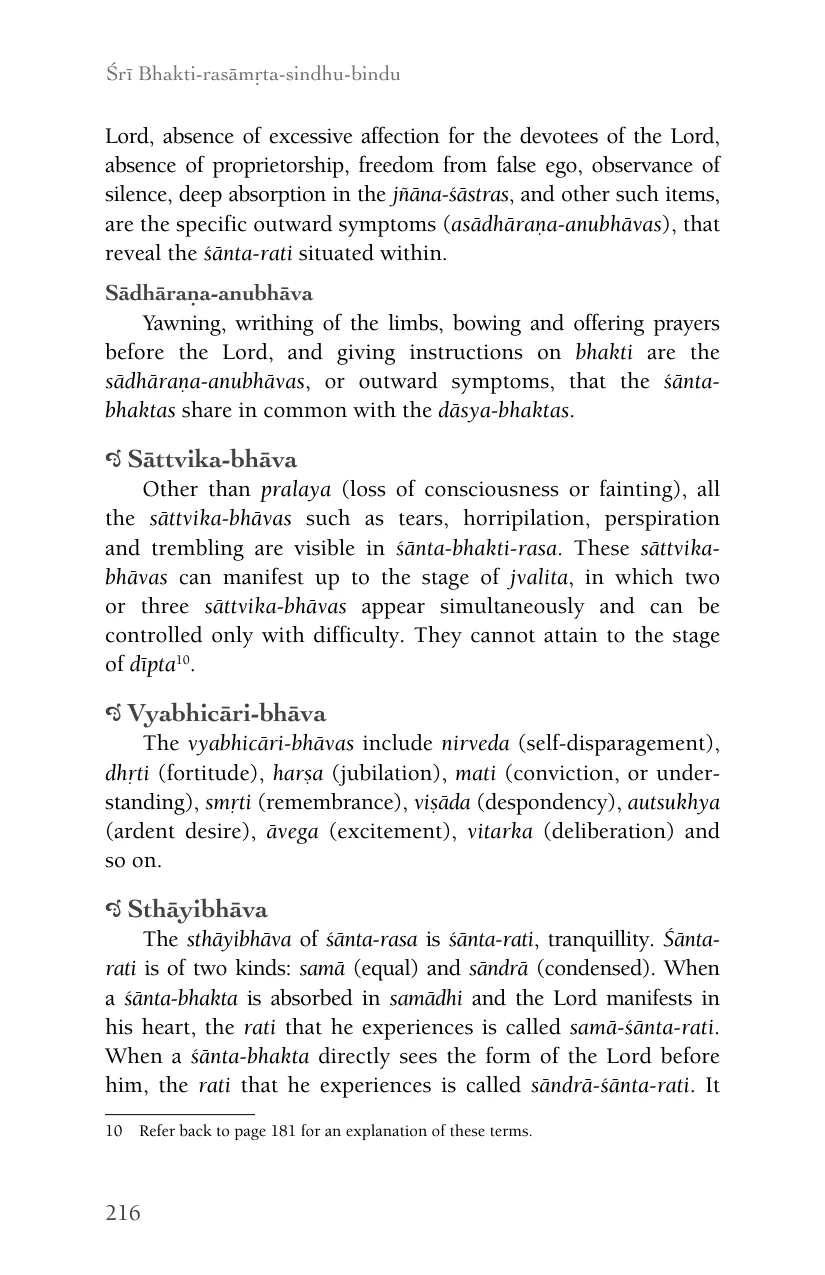 Śrī Bhakti-rasāmṛta-sindhu-bindu
Lord, absence of excessive affection for the devotees of the Lord,
absence of proprietorship, freedom from false ego, observance of
silence, deep absorption in the jñāna-śāstras, and other such items,
are the specific outward symptoms (asādhāraṇa-anubhāvas), that
reveal the śānta-rati situated within.
Sādhāraṇa-anubhāva
Yawning, writhing of the limbs, bowing and offering prayers
before the Lord, and giving instructions on bhakti are the
sādhāraṇa-anubhāvas, or outward symptoms, that the śānta-
bhaktas share in common with the dāsya-bhaktas.
Sāttvika-bhāva
Other than pralaya (loss of consciousness or fainting), all
the sāttvika-bhāvas such as tears, horripilation, perspiration
and trembling are visible in śānta-bhakti-rasa. These sāttvika-
bhāvas can manifest up to the stage of jvalita, in which two
or three sāttvika-bhāvas appear simultaneously and can be
controlled only with difficulty. They cannot attain to the stage
of dīpta¹⁰.
Vyabhicāri-bhāva
The vyabhicāri-bhāvas include nirveda (self-disparagement),
dhṛti (fortitude), harṣa (jubilation), mati (conviction, or under-
standing), smṛti (remembrance), viṣāda (despondency), autsukhya
(ardent desire), āvega (excitement), vitarka (deliberation) and
so on.
Sthāyibhāva
The sthāyibhāva of śānta-rasa is śānta-rati, tranquillity. Śānta-
rati is of two kinds: samā (equal) and sāndrā (condensed). When
a śānta-bhakta is absorbed in samādhi and the Lord manifests in
his heart, the rati that he experiences is called samā-śānta-rati.
When a śānta-bhakta directly sees the form of the Lord before
him, the rati that he experiences is called sāndrā-śānta-rati. It
10 Refer back to page 181 for an explanation of these terms.
216